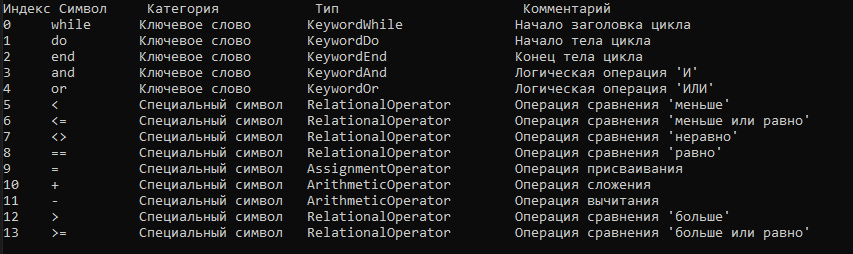 Индекс Символ Категория Тип Комментарий
0 while Ключевое слово KeywordWhile Начало заголовка цикла
1 do Ключевое слово KeywordDo Начало тела цикла
2 end Ключевое слово KeywordEnd Конец тела цикла
3 and Ключевое слово KeywordAnd Логическая операция 'И'
4 or Ключевое слово KeywordOr Логическая операция 'ИЛИ'
5 < Специальный символ RelationalOperator Операция сравнения 'меньше'
6 <= Специальный символ RelationalOperator Операция сравнения 'меньше или равно'
7 <> Специальный символ RelationalOperator Операция сравнения 'неравно'
8 == Специальный символ RelationalOperator Операция сравнения 'равно'
9 = Специальный символ AssignmentOperator Операция присваивания
10 + Специальный символ ArithmeticOperator Операция сложения
11 - Специальный символ ArithmeticOperator Операция вычитания
12 > Специальный символ RelationalOperator Операция сравнения 'больше'
13 >= Специальный символ RelationalOperator Операция сравнения 'больше или равно'